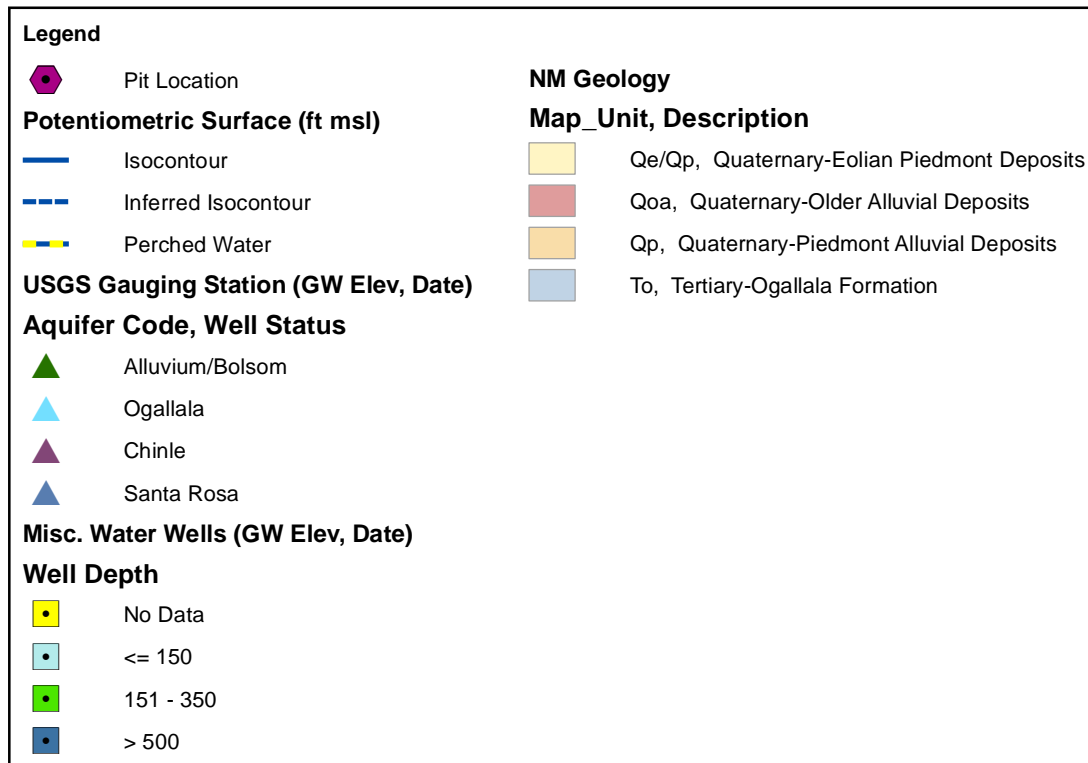 Legend
Pit Location
Potentiometric Surface (ft msl)
Isocontour
Inferred Isocontour
Perched Water
USGS Gauging Station (GW Elev, Date)
Aquifer Code, Well Status
Alluvium/Bolsom
Ogallala
Chinle
Santa Rosa
Misc. Water Wells (GW Elev, Date)
Well Depth
No Data
<= 150
151 - 350
> 500
NM Geology
Map_Unit, Description
Qe/Qp, Quaternary-Eolian Piedmont Deposits
Qoa, Quaternary-Older Alluvial Deposits
Qp, Quaternary-Piedmont Alluvial Deposits
To, Tertiary-Ogallala Formation